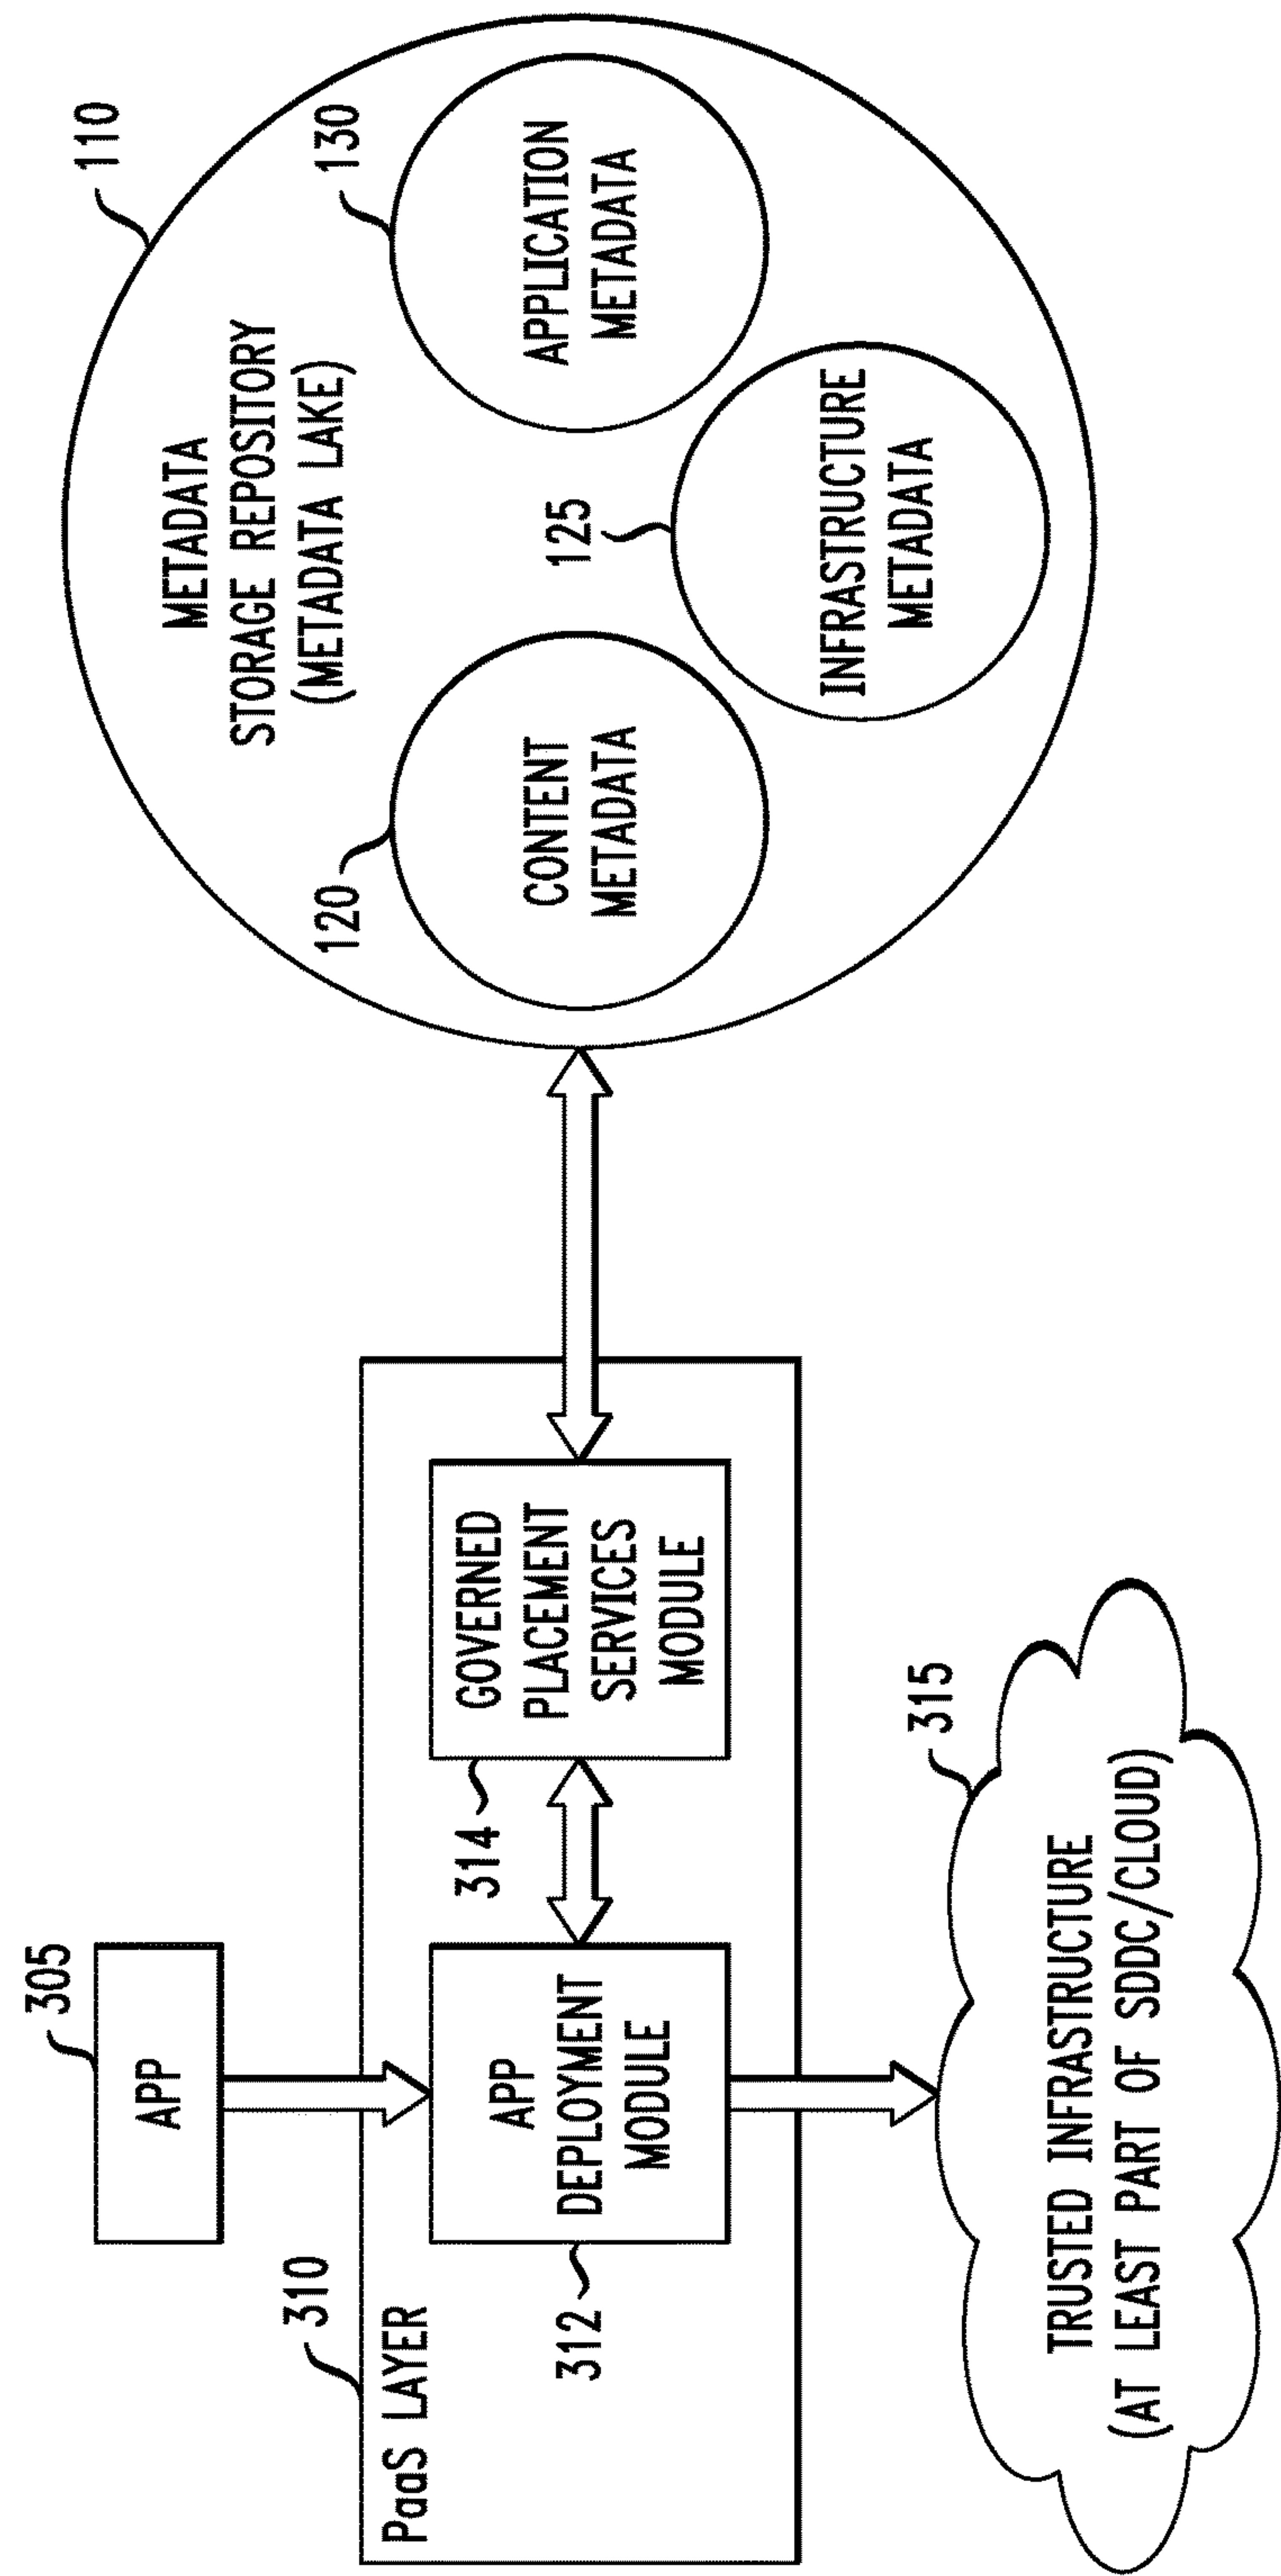 305
APP
310
PaaS LAYER
APP
DEPLOYMENT
MODULE
312
314
GOVERNED
PLACEMENT
SERVICES
MODULE
315
TRUSTED INFRASTRUCTURE
(AT LEAST PART OF SDDC/CLOUD)
110
METADATA
STORAGE REPOSITORY
(METADATA LAKE)
120
CONTENT
METADATA
125
INFRASTRUCTURE
METADATA
130
APPLICATION
METADATA